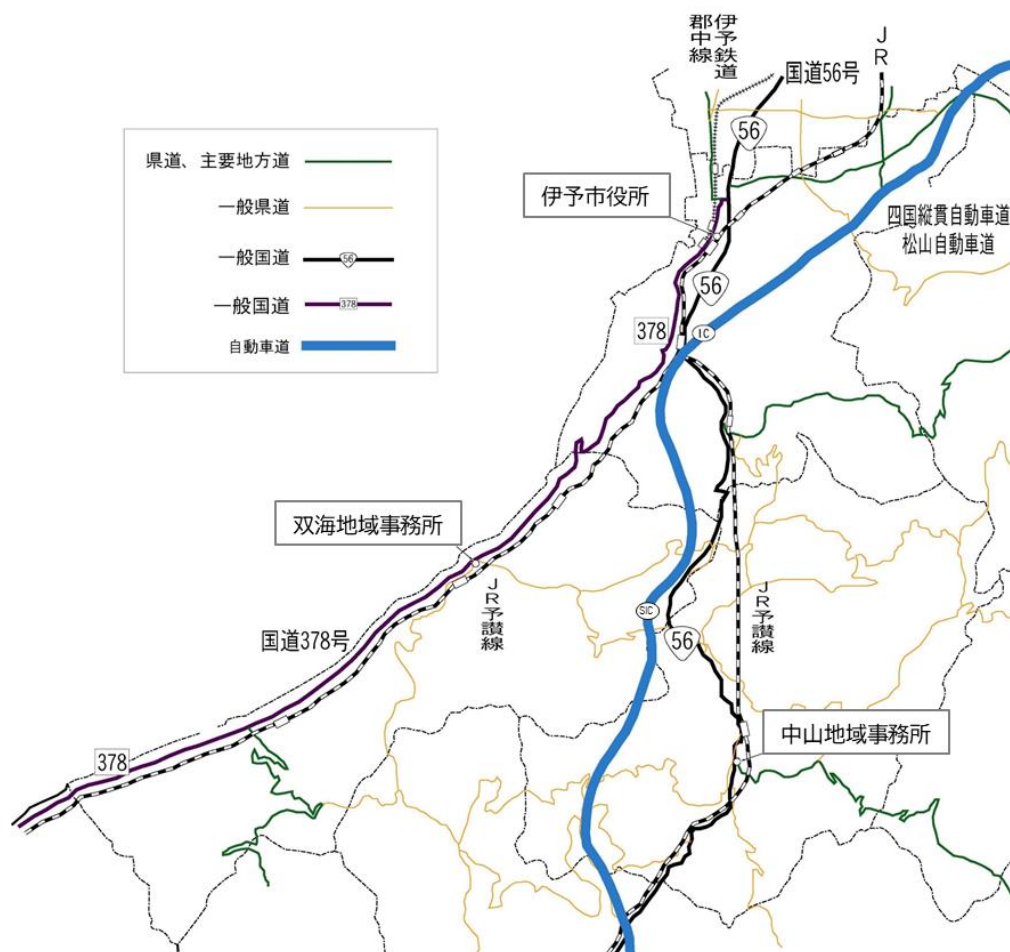 伊予鉄道
郡中線
JR
国道56号
56
県道、主要地方道
一般県道
一般国道
56
一般国道
378
自動車道
伊予市役所
四国縦貫自動車道
松山自動車道
56
378
IC
双海地域事務所
JR予讃線
JR予讃線
SIC
国道378号
56
中山地域事務所
378